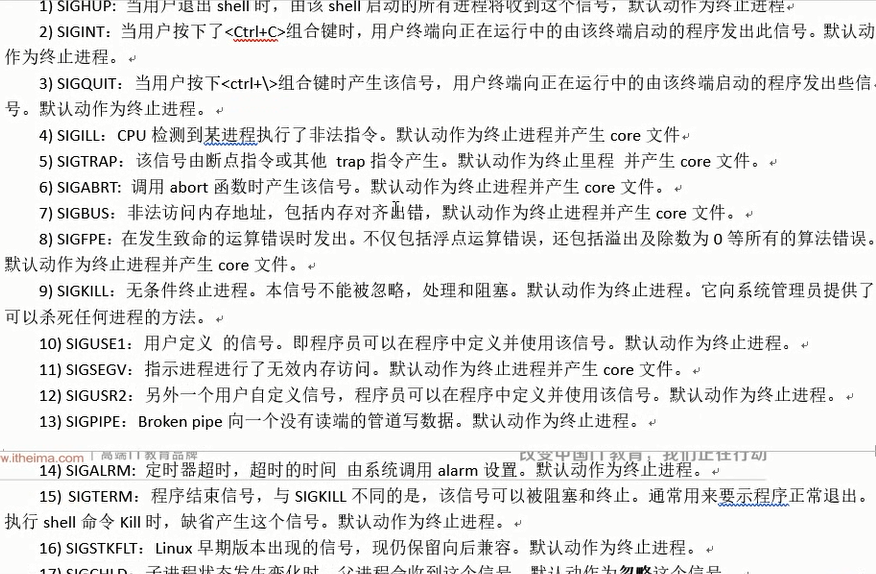 1) SIGHUP：当用户退出 shell 时，由该 shell 启动的所有进程将收到这个信号，默认动作为终止进程
2) SIGINT：当用户按下了<Ctrl+C>组合键时，用户终端向正在运行中的由该终端启动的程序发出此信号。默认动
作为终止进程。
3) SIGQUIT：当用户按下<ctrl+\>组合键时产生该信号，用户终端向正在运行中的由该终端启动的程序发出些信
号。默认动作为终止进程。
4) SIGILL：CPU 检测到某进程执行了非法指令。默认动作为终止进程并产生 core 文件
5) SIGTRAP：该信号由断点指令或其他 trap 指令产生。默认动作为终止里程 并产生 core 文件。
6) SIGABRT: 调用 abort 函数时产生该信号。默认动作为终止进程并产生 core 文件。
7) SIGBUS：非法访问内存地址，包括内存对齐出错，默认动作为终止进程并产生 core 文件。
8) SIGFPE：在发生致命的运算错误时发出。不仅包括浮点运算错误，还包括溢出及除数为 0 等所有的算法错误。
默认动作为终止进程并产生 core 文件。
9) SIGKILL：无条件终止进程。本信号不能被忽略，处理和阻塞。默认动作为终止进程。它向系统管理员提供了
可以杀死任何进程的方法。
10) SIGUSE1：用户定义 的信号。即程序员可以在程序中定义并使用该信号。默认动作为终止进程。
11) SIGSEGV：指示进程进行了无效内存访问。默认动作为终止进程并产生 core 文件。
12) SIGUSR2：另外一个用户自定义信号，程序员可以在程序中定义并使用该信号。默认动作为终止进程。
13) SIGPIPE：Broken pipe 向一个没有读端的管道写数据。默认动作为终止进程。
w.itheima.com | 高端IT教育品牌 改变中国IT教育，我们正在行动
14) SIGALRM: 定时器超时，超时的时间 由系统调用 alarm 设置。默认动作为终止进程。
15) SIGTERM：程序结束信号，与 SIGKILL 不同的是，该信号可以被阻塞和终止。通常用来要示程序正常退出。
执行 shell 命令 Kill 时，缺省产生这个信号。默认动作为终止进程。
16) SIGSTKFLT：Linux 早期版本出现的信号，现仍保留向后兼容。默认动作为终止进程。
17) SIGCHLD：子进程状态发生变化时，父进程会收到这个信号。默认动作为忽略这个信号。